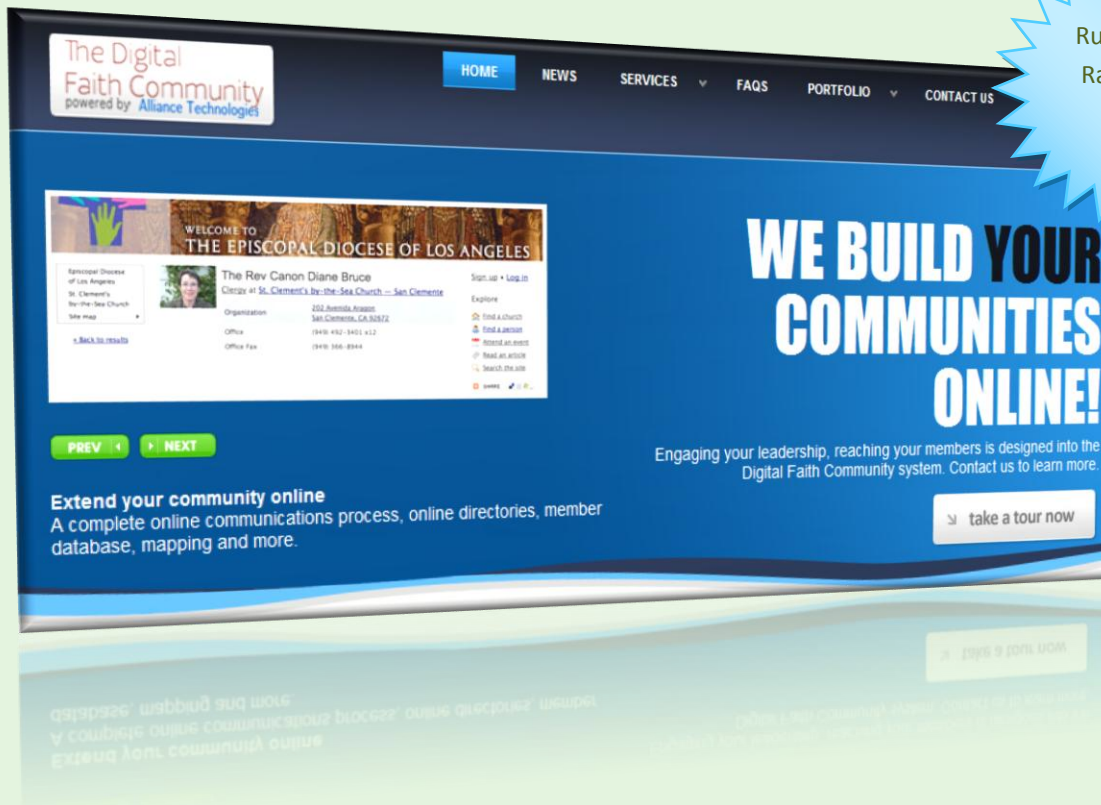 The Digital
Faith Community
powered by Alliance Technologies
HOME NEWS SERVICES FAQS PORTFOLIO CONTACT US
WELCOME TO
THE EPISCOPAL DIOCESE OF LOS ANGELES
Episcopal Diocese
of Los Angeles
St. Clement's
by-the-Sea Church
Site map
« Back to results
The Rev Canon Diane Bruce
Clergy at St. Clement's by-the-Sea Church — San Clemente
Organization
202 Avenida Aragon
San Clemente, CA 92672
Office (949) 492-3401 x12
Office Fax (949) 366-8944
Sign up • Log in
Explore
Find a church
Find a person
Attend an event
Read an article
Search the site
SHARE
PREV NEXT
Extend your community online
A complete online communications process, online directories, member
database, mapping and more.
WE BUILD YOUR
COMMUNITIES
ONLINE!
Engaging your leadership, reaching your members is designed into the
Digital Faith Community system. Contact us to learn more.
take a tour now